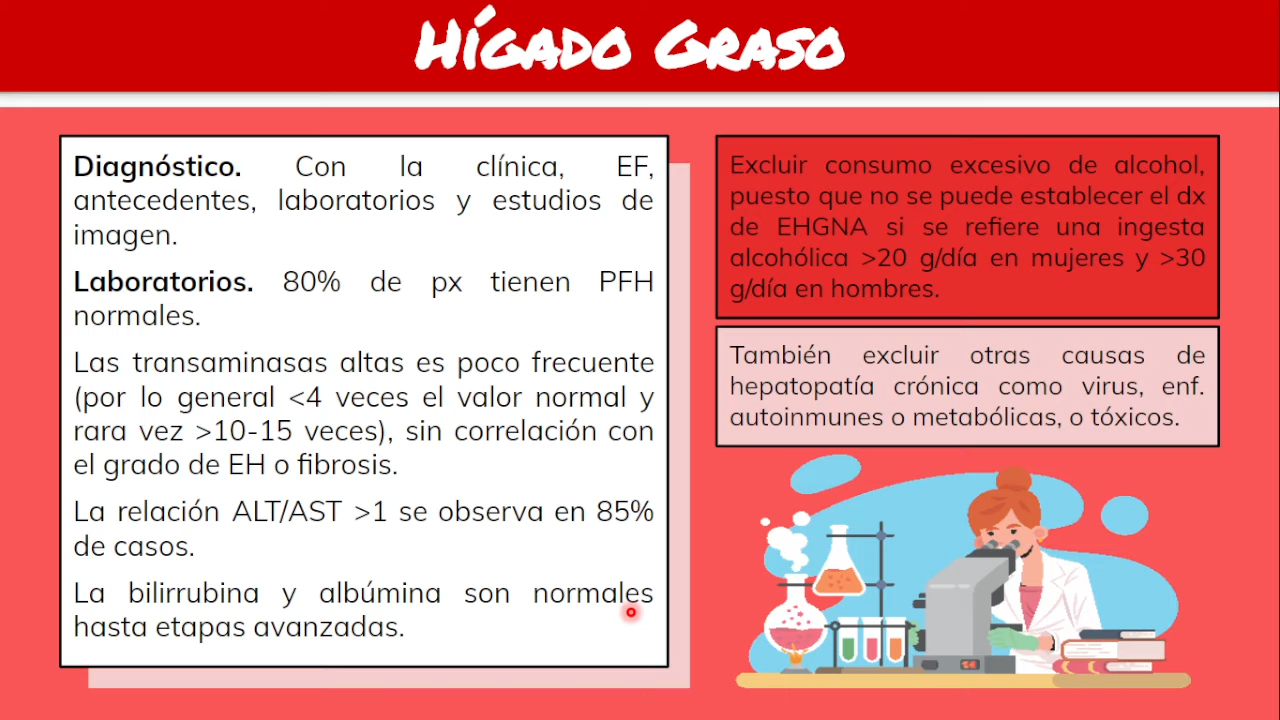 Hígado Graso
Diagnóstico. Con la clínica, EF,
antecedentes, laboratorios y estudios de
imagen.
Laboratorios. 80% de px tienen PFH
normales.
Las transaminasas altas es poco frecuente
(por lo general <4 veces el valor normal y
rara vez >10-15 veces), sin correlación con
el grado de EH o fibrosis.
La relación ALT/AST >1 se observa en 85%
de casos.
La bilirrubina y albúmina son normales
hasta etapas avanzadas.
Excluir consumo excesivo de alcohol,
puesto que no se puede establecer el dx
de EHGNA si se refiere una ingesta
alcohólica >20 g/día en mujeres y >30
g/día en hombres.
También excluir otras causas de
hepatopatía crónica como virus, enf.
autoinmunes o metabólicas, o tóxicos.